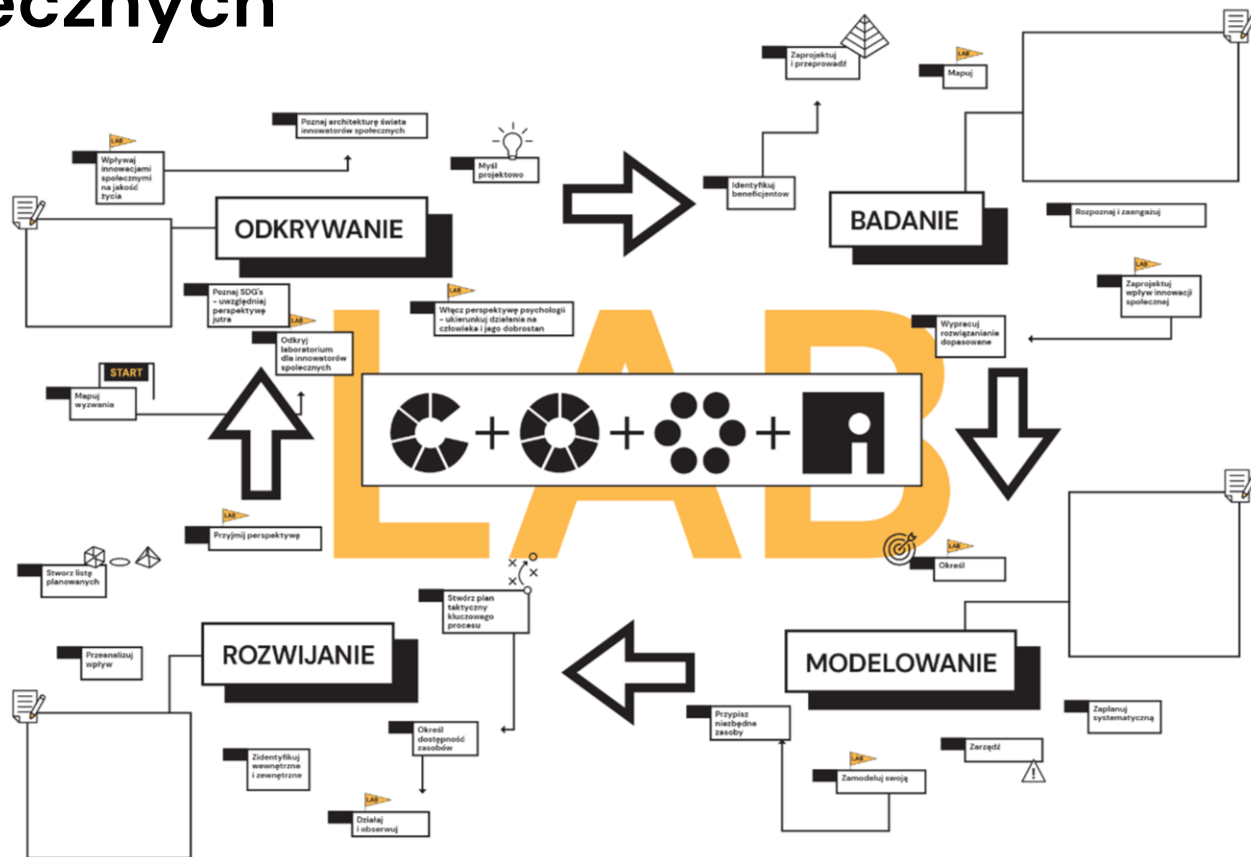 ecznych
LAB
Wpływaj
innowacjami
społecznymi
na jakość
życia
Poznaj architekturę świata
innowatorów społecznych
Myśl
projektowo
ODKRYWANIE
Poznaj SDG's
- uwzględniaj
perspektywę
jutra
LAB
Odkryj
laboratorium
dla innowatorów
społecznych
LAB
Włącz perspektywę psychologii
- ukierunkuj działania na
człowieka i jego dobrostan
START
Mapuj
wyzwania
Zaprojektuj
i przeprowadź
LAB
Mapuj
Identyfikuj
beneficjentow
BADANIE
Rozpoznaj i zaangażuj
LAB
Zaprojektuj
wpływ innowacji
społecznej
Wypracuj
rozwiązanianie
dopasowane
LAB
C + O + O + i
LAB
Przyjmij perspektywę
Stworz listę
planowanych
Stwórz plan
taktyczny
kluczowego
procesu
ROZWIJANIE
Przeanalizuj
wpływ
Określ
dostępność
zasobów
Zidentyfikuj
wewnętrzne
i zewnętrzne
LAB
Działaj
i obserwuj
LAB
Określ
MODELOWANIE
Przypisz
niezbędne
zasoby
Zaplanuj
systematyczną
Zarządź
!
LAB
Zamodeluj swoją